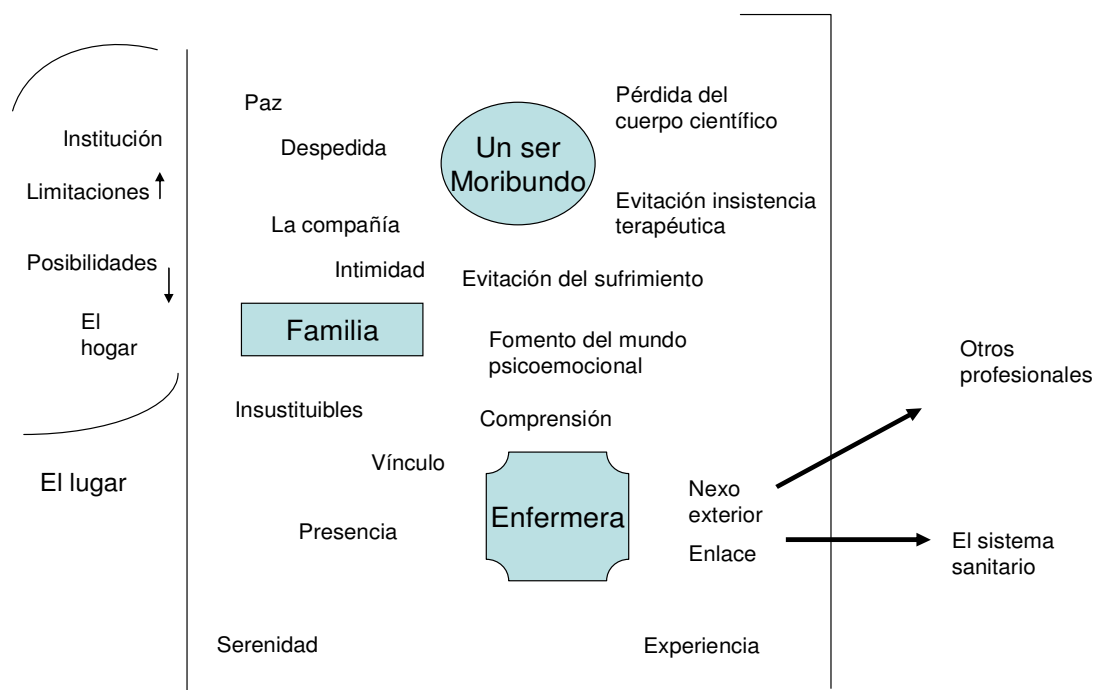 Institución
Limitaciones
Posibilidades
El
hogar
El lugar
Paz
Despedida
La compañía
Intimidad
Familia
Insustituibles
Vínculo
Presencia
Serenidad
Un ser
Moribundo
Pérdida del
cuerpo científico
Evitación insistencia
terapéutica
Evitación del sufrimiento
Fomento del mundo
psicoemocional
Comprensión
Enfermera
Nexo
exterior
Enlace
Experiencia
Otros
profesionales
El sistema
sanitario